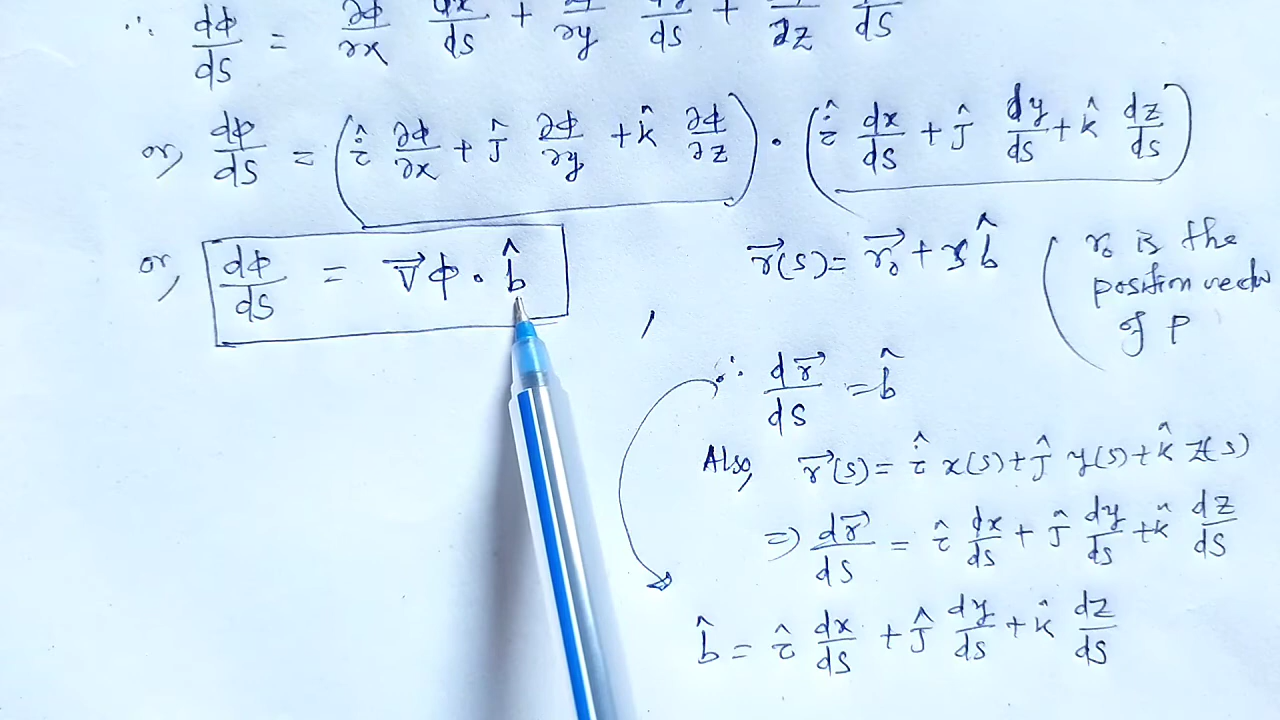 ∴ dϕ/ds = ∂ϕ/∂x dx/ds + ∂ϕ/∂y dy/ds + ∂ϕ/∂z dz/ds
or, dϕ/ds = (î ∂ϕ/∂x + ĵ ∂ϕ/∂y + k̂ ∂ϕ/∂z) · (î dx/ds + ĵ dy/ds + k̂ dz/ds)
or, dϕ/ds = ∇⃗ϕ · b̂
r⃗(s) = r⃗₀ + s b̂
r₀ is the
position vector
of P
,
∴ dr⃗/ds = b̂
Also, r⃗(s) = î x(s) + ĵ y(s) + k̂ z(s)
=) dr⃗/ds = î dx/ds + ĵ dy/ds + k̂ dz/ds
b̂ = î dx/ds + ĵ dy/ds + k̂ dz/ds